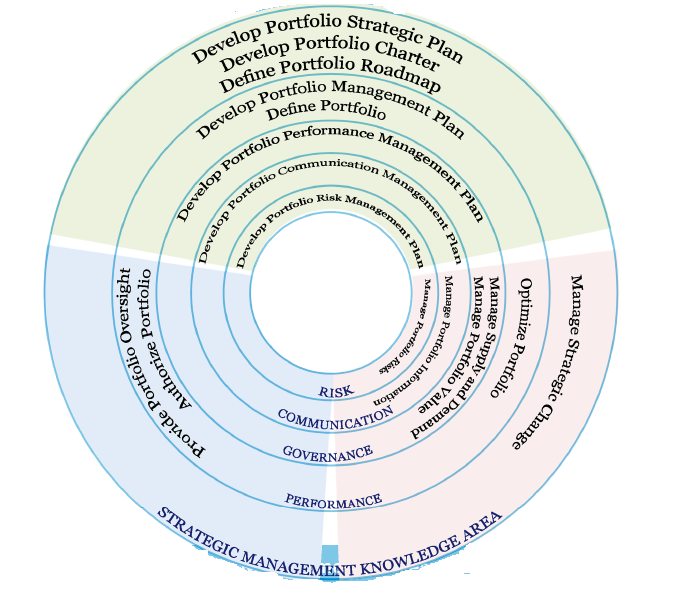 Develop Portfolio Strategic Plan
Develop Portfolio Charter
Define Portfolio Roadmap
Develop Portfolio Management Plan
Define Portfolio
Develop Portfolio Performance Management Plan
Develop Portfolio Communication Management Plan
Develop Portfolio Risk Management Plan
Provide Portfolio Oversight
Authorize Portfolio
Manage Portfolio Risks
Manage Portfolio Information
Manage Supply and Demand
Manage Portfolio Value
Optimize Portfolio
Manage Strategic Change
RISK
COMMUNICATION
GOVERNANCE
PERFORMANCE
STRATEGIC MANAGEMENT KNOWLEDGE AREA